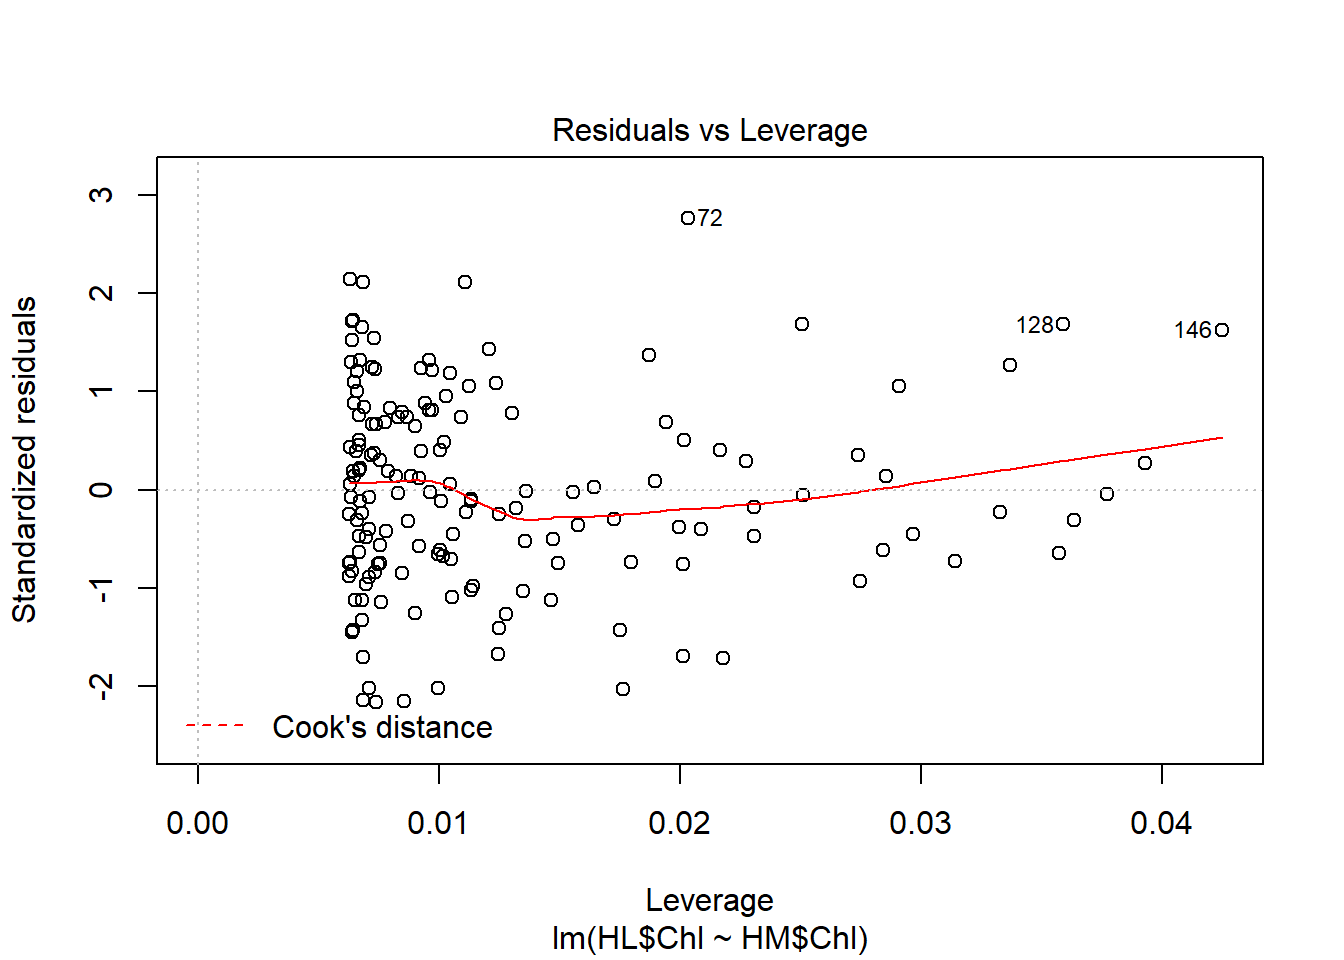 Residuals vs Leverage
Standardized residuals
3
2
1
0
-1
-2
72
128
146
Cook's distance
0.00 0.01 0.02 0.03 0.04
Leverage
lm(HL$Chl ~ HM$Chl)